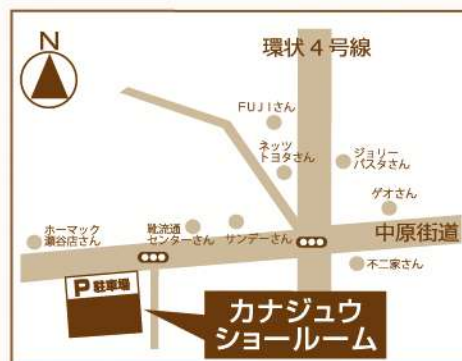 N
環状4号線
FUJIさん
ネッツ
トヨタさん
ジョリー
パスタさん
ゲオさん
ホーマック
瀬谷店さん
靴流通
センターさん
サンデーさん
中原街道
不二家さん
P 駐車場
カナジュウ
ショールーム